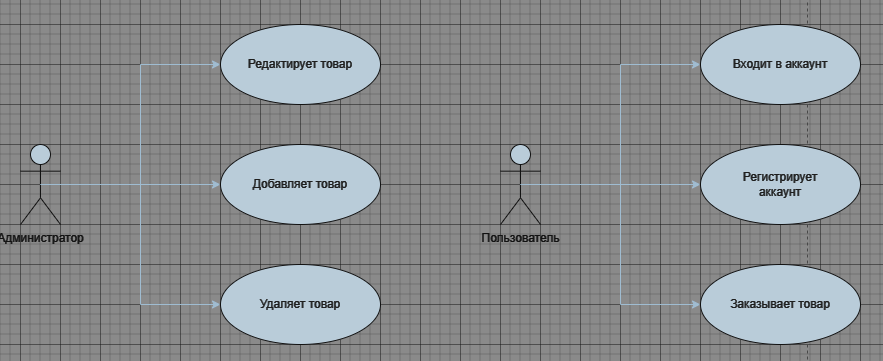 Редактирует товар
Добавляет товар
Удаляет товар
Администратор
Входит в аккаунт
Регистрирует
аккаунт
Заказывает товар
Пользователь